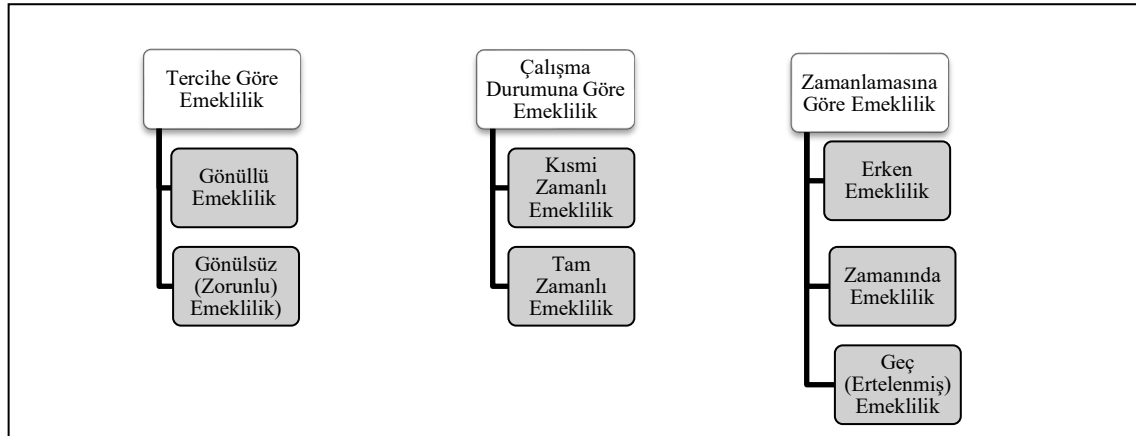 Tercihe Göre
Emeklilik
Gönüllü
Emeklilik
Gönülsüz
(Zorunlu)
Emeklilik)
Çalışma
Durumuna Göre
Emeklilik
Kısmi
Zamanlı
Emeklilik
Tam
Zamanlı
Emeklilik
Zamanlamasına
Göre Emeklilik
Erken
Emeklilik
Zamanında
Emeklilik
Geç
(Ertelenmiş)
Emeklilik